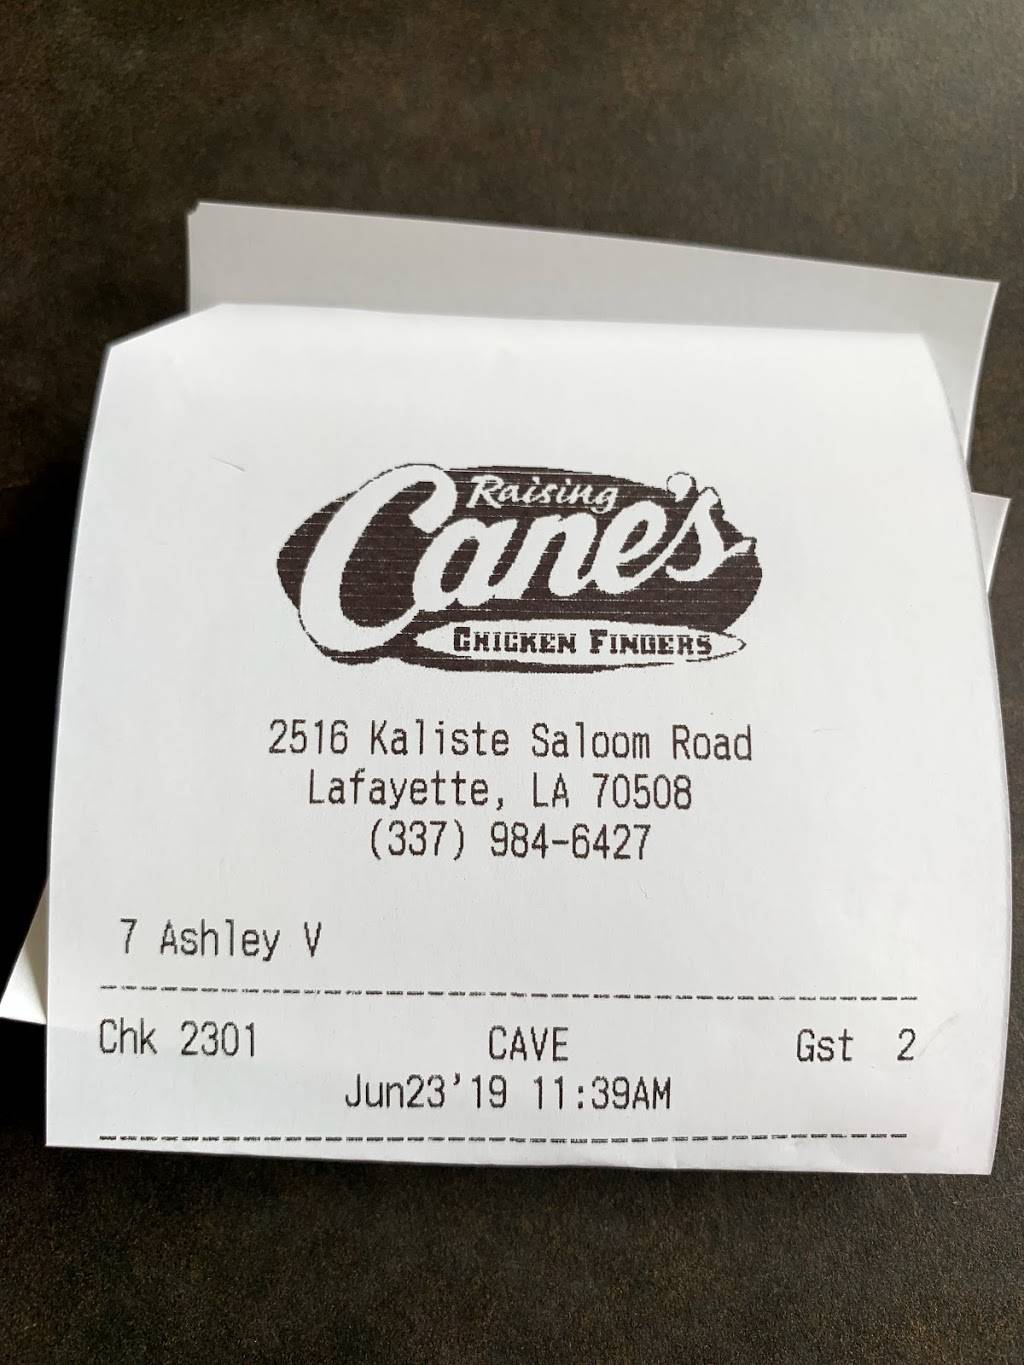 Raising
Cane's
CHICKEN FINGERS
2516 Kaliste Saloom Road
Lafayette, LA 70508
(337) 984-6427
7 Ashley V
Chk 2301 CAVE Gst 2
Jun23'19 11:39AM